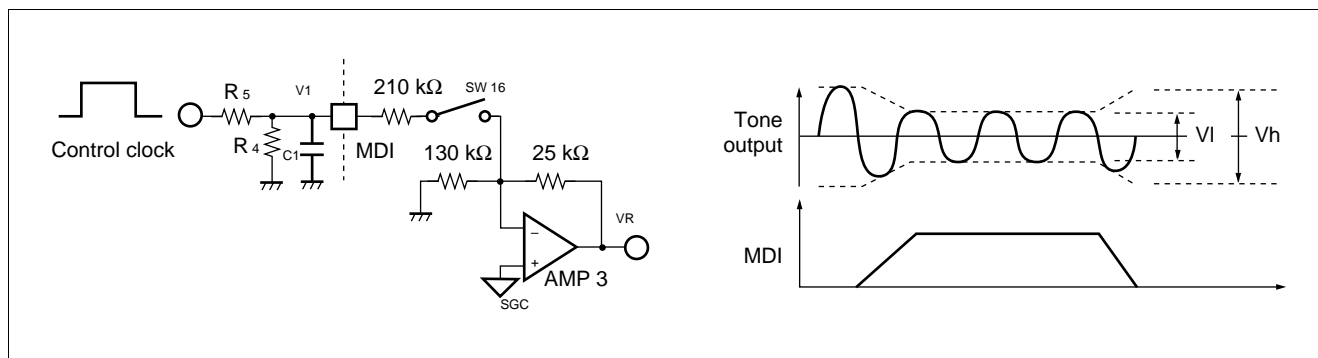 Control clock
R5
R4
V1
C1
MDI
210 kΩ
SW 16
130 kΩ
25 kΩ
VR
–
+
AMP 3
SGC
Tone
output
Vl
Vh
MDI